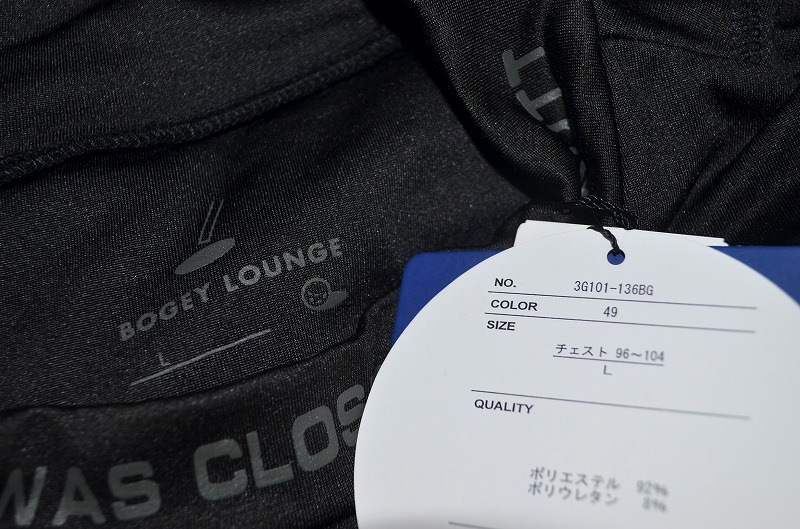 BOGEY LOUNGE
L
WAS CLOS
NO. 3G101-136BG
COLOR 49
SIZE
チェスト 96〜104
L
QUALITY
ポリエステル 92%
ポリウレタン 8%